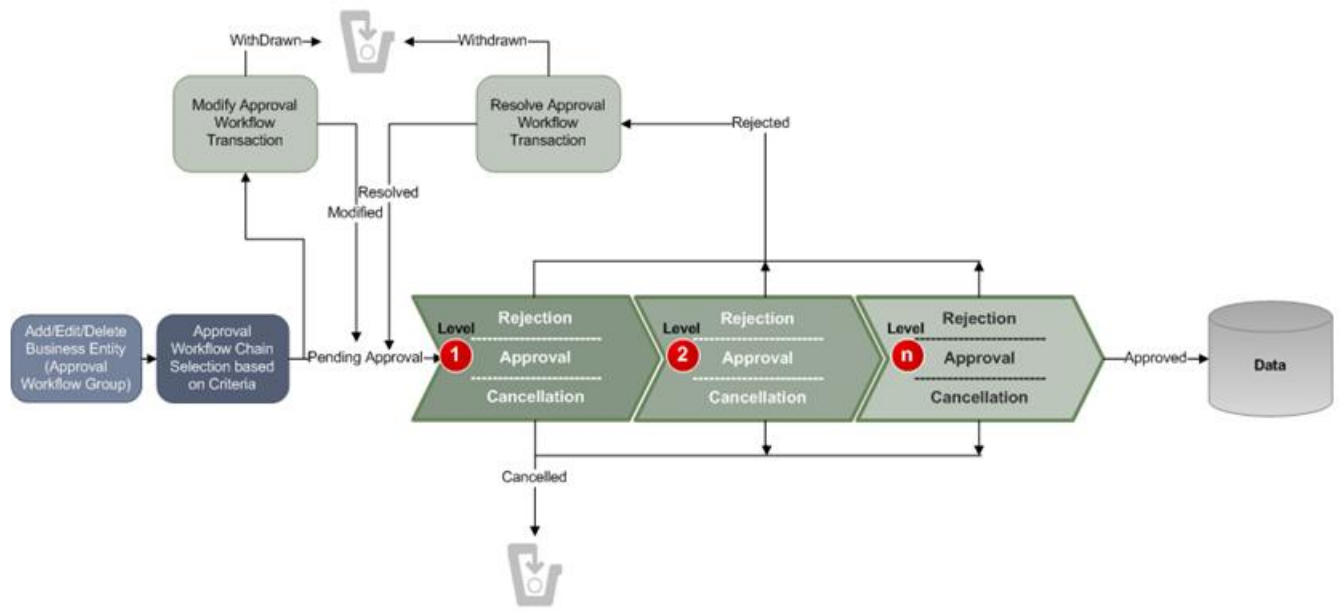 WithDrawn
Withdrawn
Modify Approval
Workflow
Transaction
Resolve Approval
Workflow
Transaction
Rejected
Resolved
Modified
Add/Edit/Delete
Business Entity
(Approval
Workflow Group)
Approval
Workflow Chain
Selection based
on Criteria
Pending Approval
Level
1
Rejection
Approval
Cancellation
Level
2
Rejection
Approval
Cancellation
Level
n
Rejection
Approval
Cancellation
Approved
Data
Cancelled